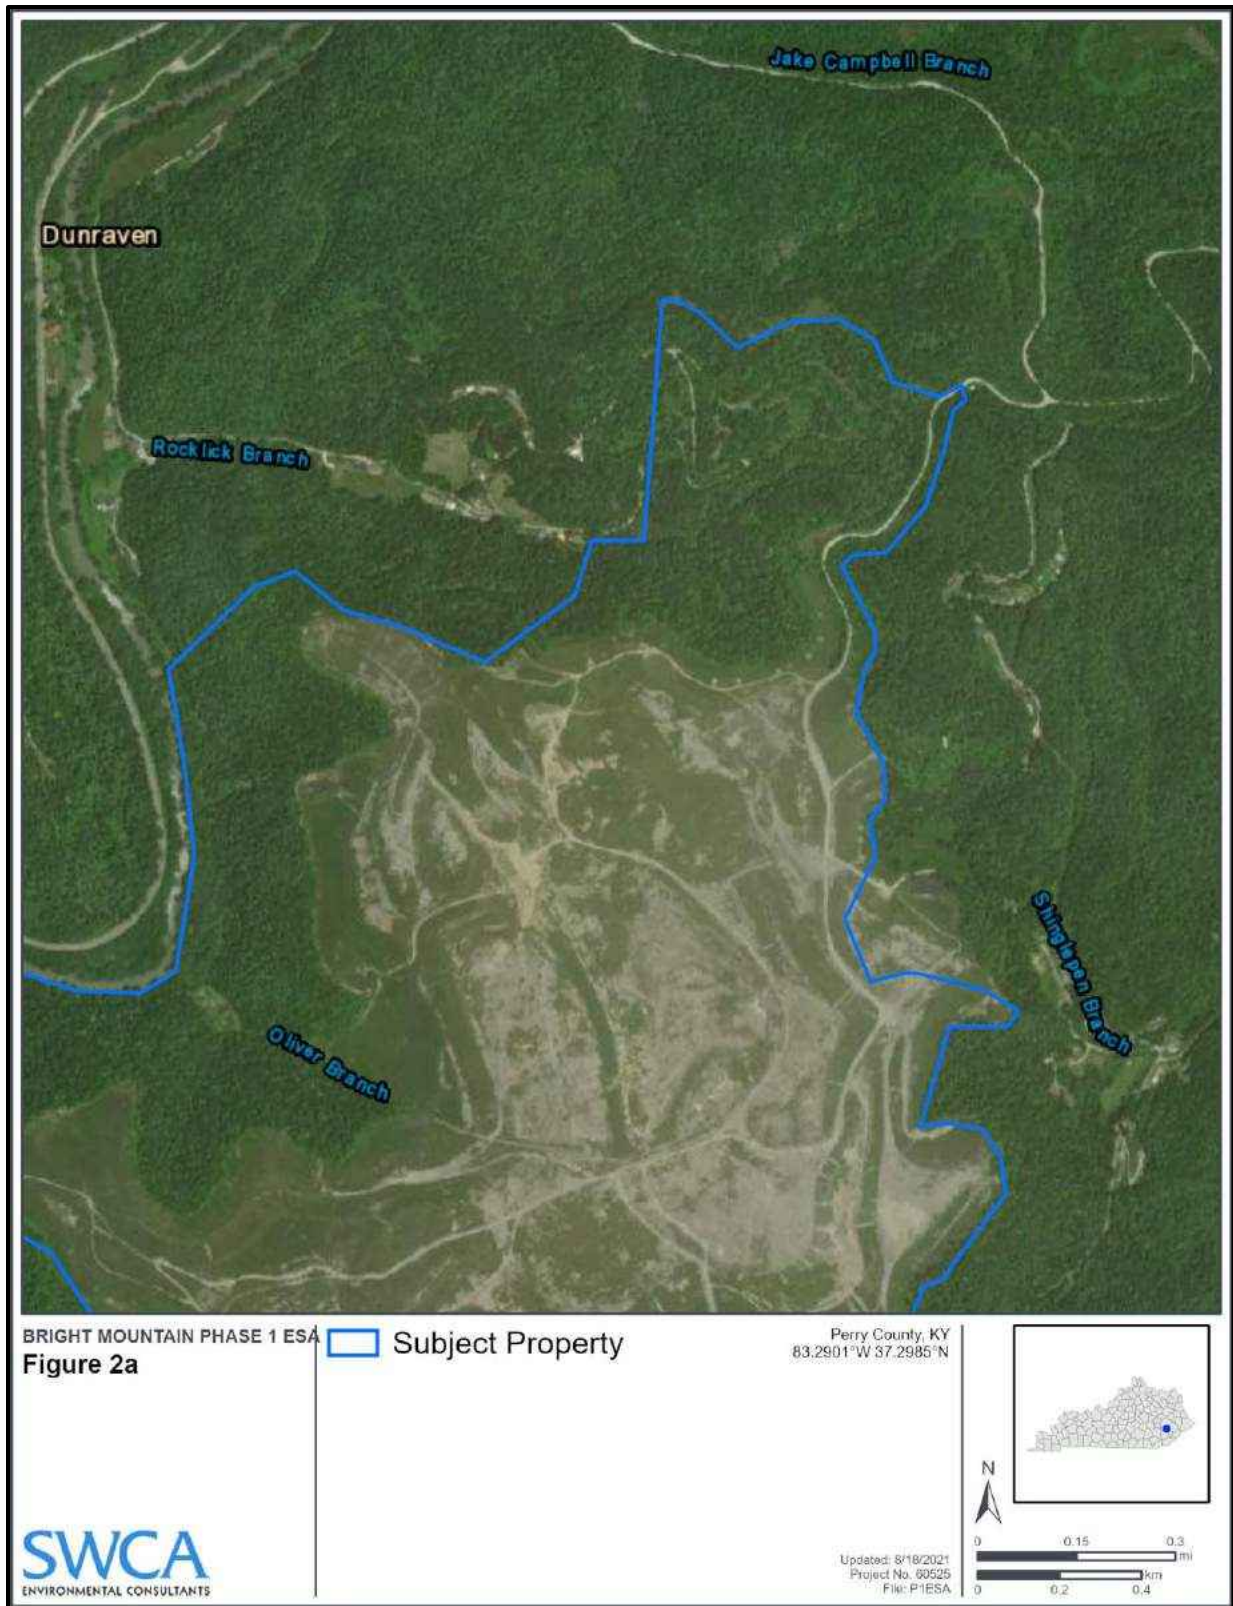 Jake Campbell Branch
Dunraven
Rocklick Branch
Shinglepen Branch
Oliver Branch
BRIGHT MOUNTAIN PHASE 1 ESA
Figure 2a
Subject Property
Perry County, KY
83.2901°W 37.2985°N
N
0 0.15 0.3
mi
km
0 0.2 0.4
SWCA
ENVIRONMENTAL CONSULTANTS
Updated: 8/18/2021
Project No. 60525
File: P1ESA